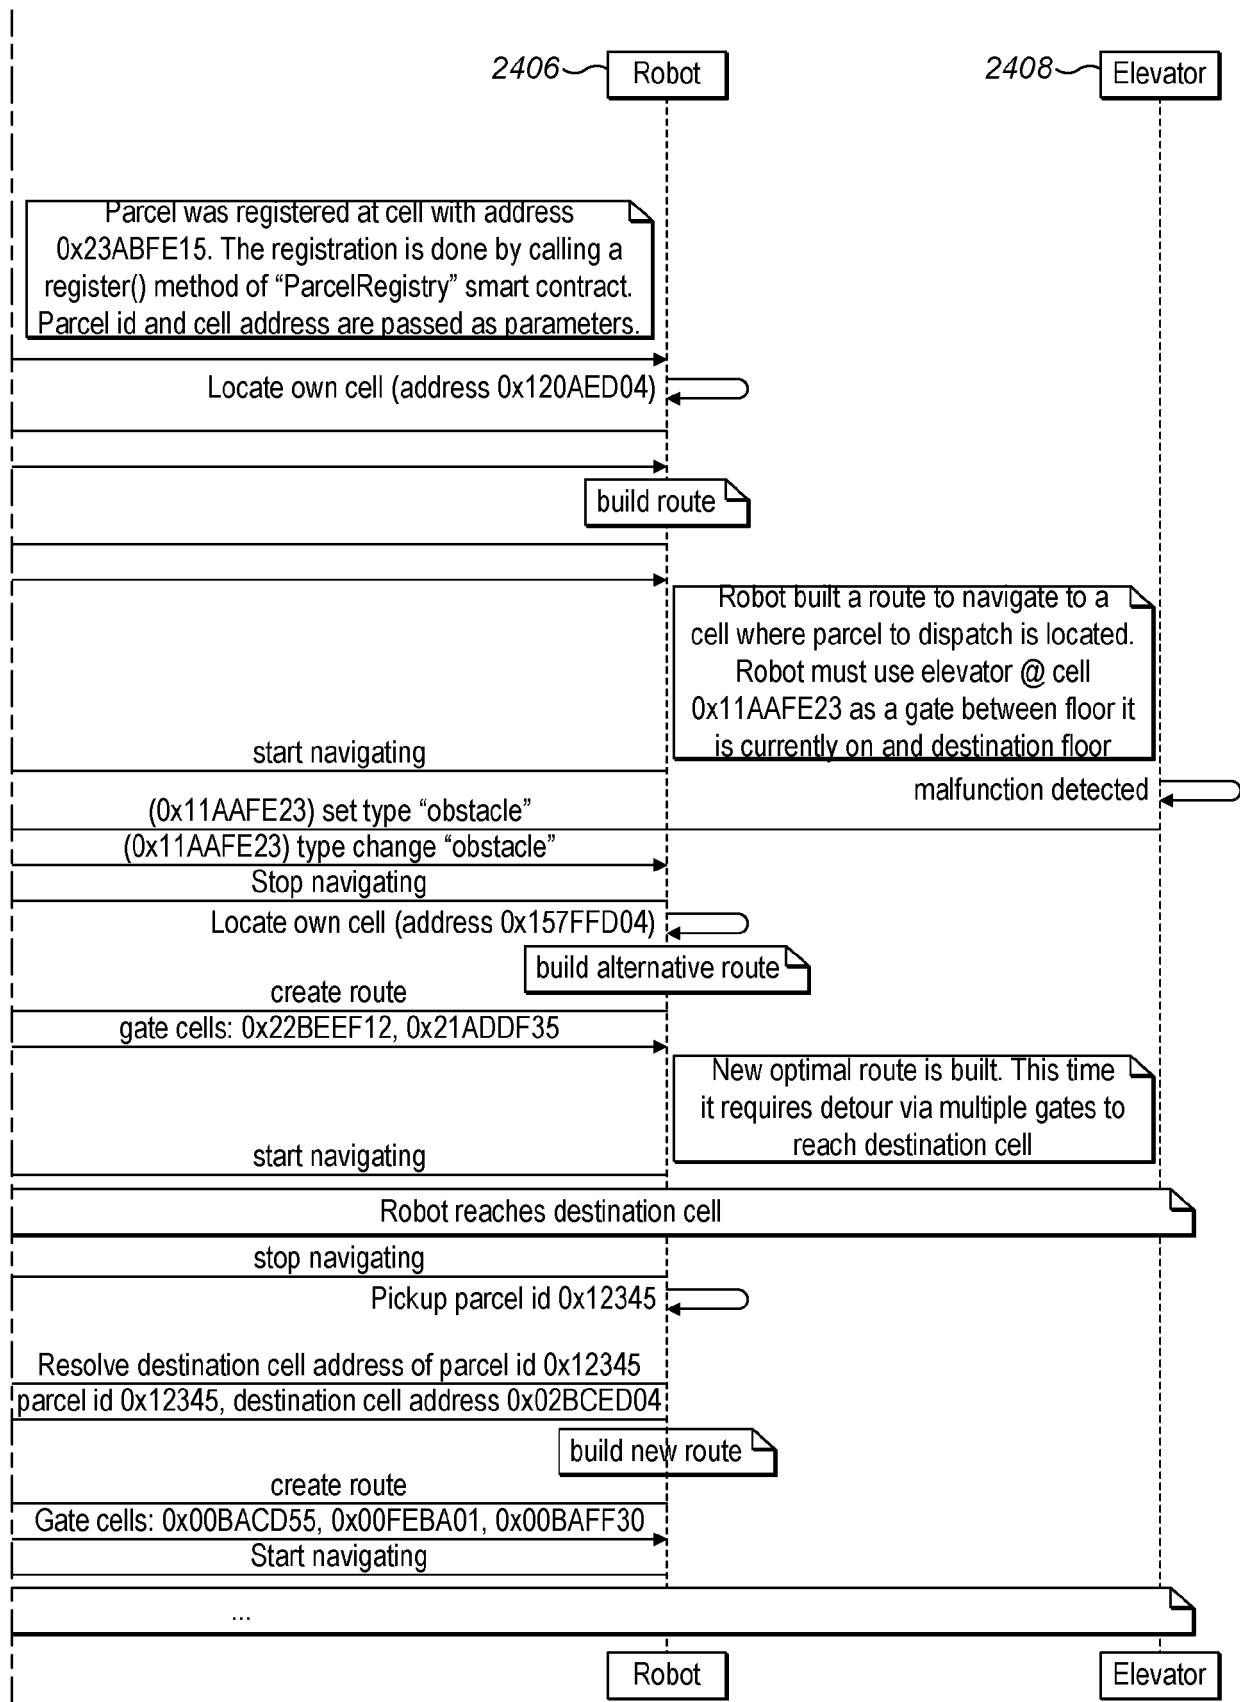 2406 Robot 2408 Elevator
Parcel was registered at cell with address
0x23ABFE15. The registration is done by calling a
register() method of “ParcelRegistry” smart contract.
Parcel id and cell address are passed as parameters.
Locate own cell (address 0x120AED04)
build route
Robot built a route to navigate to a
cell where parcel to dispatch is located.
Robot must use elevator @ cell
0x11AAFE23 as a gate between floor it
is currently on and destination floor
start navigating
malfunction detected
(0x11AAFE23) set type “obstacle”
(0x11AAFE23) type change “obstacle”
Stop navigating
Locate own cell (address 0x157FFD04)
build alternative route
create route
gate cells: 0x22BEEF12, 0x21ADDF35
New optimal route is built. This time
it requires detour via multiple gates to
reach destination cell
start navigating
Robot reaches destination cell
stop navigating
Pickup parcel id 0x12345
Resolve destination cell address of parcel id 0x12345
parcel id 0x12345, destination cell address 0x02BCED04
build new route
create route
Gate cells: 0x00BACD55, 0x00FEBA01, 0x00BAFF30
Start navigating
...
Robot Elevator